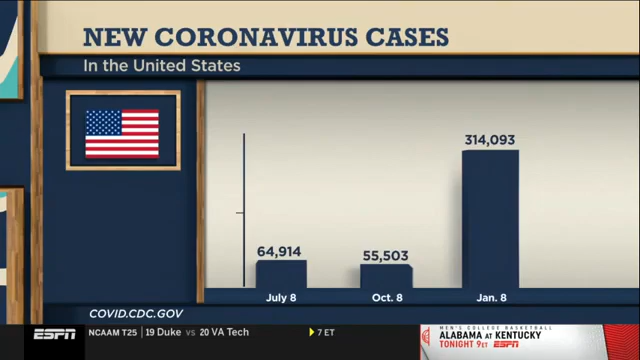 NEW CORONAVIRUS CASES
In the United States
314,093
64,914
55,503
July 8
Oct. 8
Jan. 8
COVID.CDC.GOV
ESPN
NCAAM T25
19 Duke vs 20 VA Tech
7 ET
MEN'S COLLEGE BASKETBALL
ALABAMA AT KENTUCKY
TONIGHT 9ET ESPN